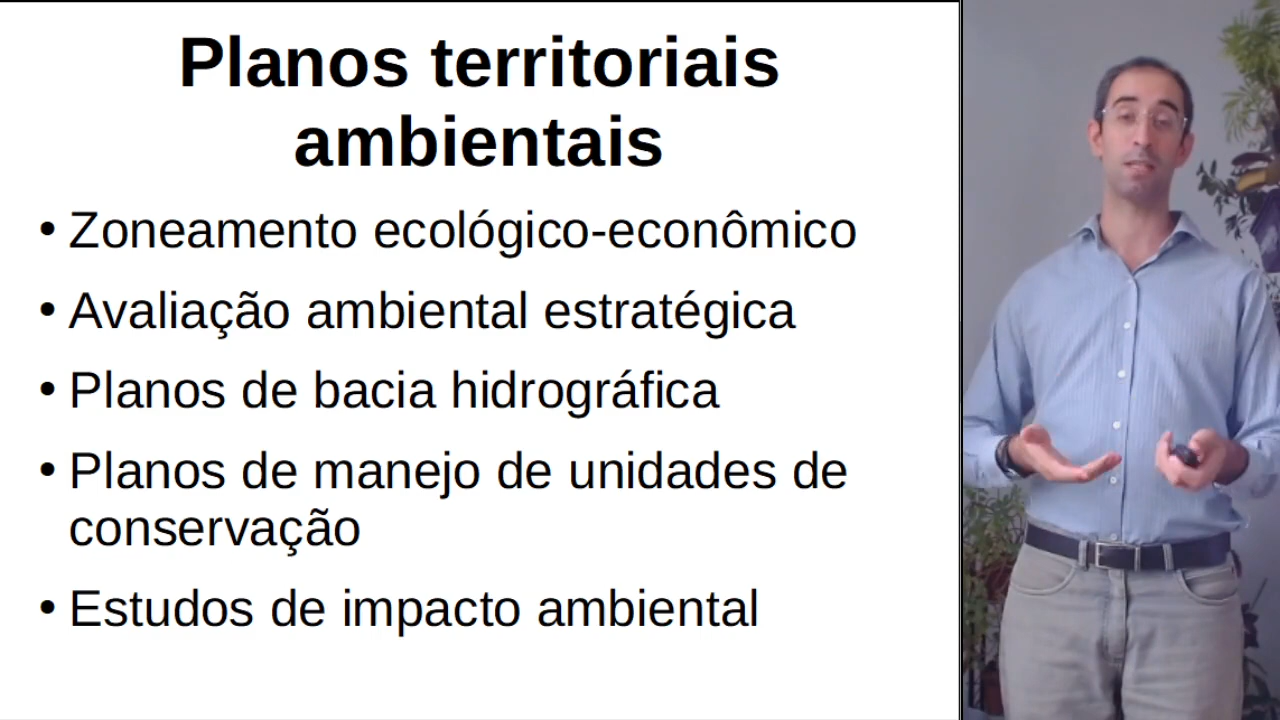 Planos territoriais
ambientais
• Zoneamento ecológico-econômico
• Avaliação ambiental estratégica
• Planos de bacia hidrográfica
• Planos de manejo de unidades de
conservação
• Estudos de impacto ambiental